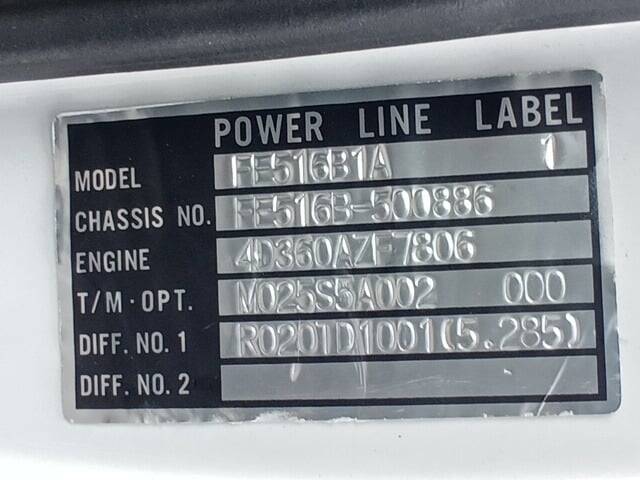 POWER LINE LABEL
MODEL FE516B1A 1
CHASSIS NO. FE516B-500886
ENGINE 4D360AZF7806
T/M·OPT. M025S5A002 000
DIFF. NO. 1 R020TD1001(5.285)
DIFF. NO. 2